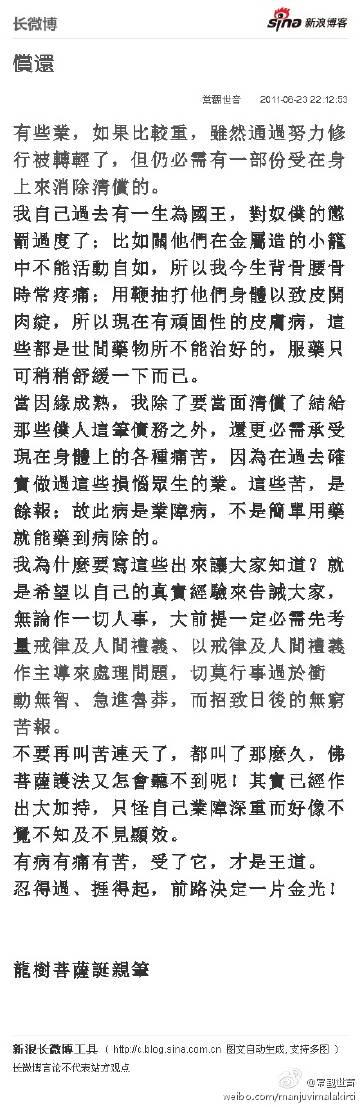 长微博
sina 新浪博客
償還
常觀世音 2011-08-23 22:12:53
有些業，如果比較重，雖然通過努力修
行被轉輕了，但仍必需有一部份受在身
上來消除清償的。
我自己過去有一生為國王，對奴僕的懲
罰過度了；比如關他們在金屬造的小籠
中不能活動自如，所以我今生背骨腰骨
時常疼痛；用鞭抽打他們身體以致皮開
肉綻，所以現在有頑固性的皮膚病，這
些都是世間藥物所不能治好的，服藥只
可稍稍舒緩一下而已。
當因緣成熟，我除了要當面清償了結給
那些僕人這筆債務之外，還更必需承受
現在身體上的各種痛苦，因為在過去確
實做過這些損惱眾生的業。這些苦，是
餘報；故此病是業障病，不是簡單用藥
就能藥到病除的。
我為什麼要寫這些出來讓大家知道？就
是希望以自己的真實經驗來告誡大家，
無論作一切人事，大前提一定必需先考
量戒律及人間禮義、以戒律及人間禮義
作主導來處理問題，切莫行事過於衝
動無智、急進魯莽，而招致日後的無窮
苦報。
不要再叫苦連天了，都叫了那麼久，佛
菩薩護法又怎會聽不到呢！其實已經作
出大加持，只怪自己業障深重而好像不
覺不知及不見顯效。
有病有痛有苦，受了它，才是王道。
忍得過、捱得起，前路決定一片金光！
龍樹菩薩誕親筆
新浪长微博工具 （ http://c.blog.sina.com.cn 图文自动生成, 支持多图 ）
长微博言论不代表站方观点
@常觀世音
weibo.com/manjuvimalakirti